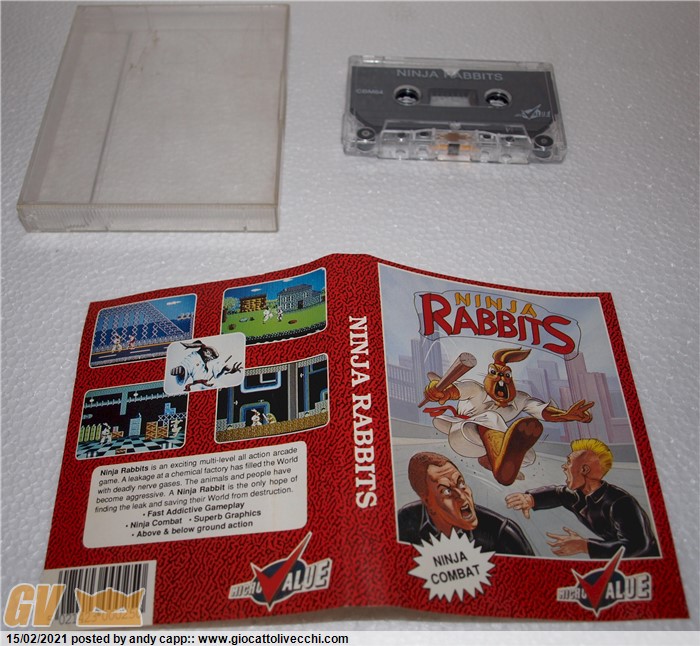 NINJA RABBITS
CBM64
VALUE
NINJA
RABBITS
NINJA RABBITS
Ninja Rabbits is an exciting multi-level all action arcade
game. A leakage at a chemical factory has filled the World
with deadly nerve gases. The animals and people have
become aggressive. A Ninja Rabbit is the only hope of
finding the leak and saving their World from destruction.
• Fast Addictive Gameplay
• Ninja Combat • Superb Graphics
• Above & below ground action
MICRO VALUE
NINJA
COMBAT
MICRO VALUE
GV
15/02/2021 posted by andy capp:: www.giocattolivecchi.com